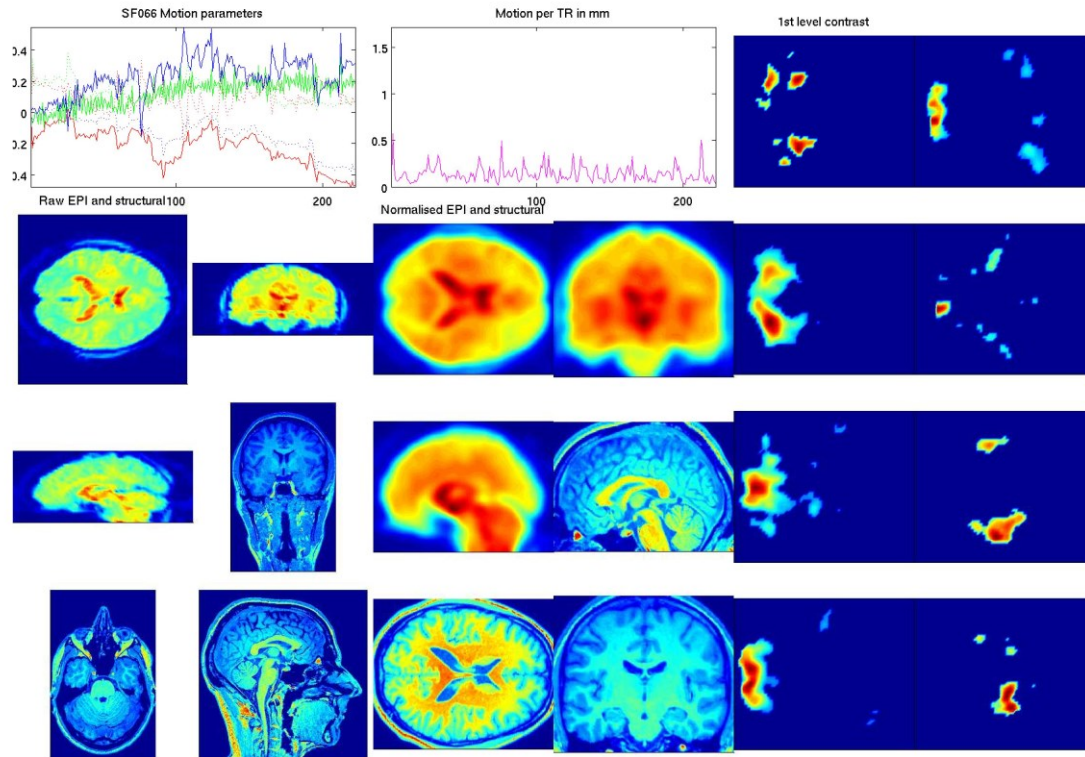 SF066 Motion parameters
Motion per TR in mm
1st level contrast
0.4
0.2
0
0.2
0.4
100
200
1.5
1
0.5
0
100
200
Raw EPI and structural
Normalised EPI and structural